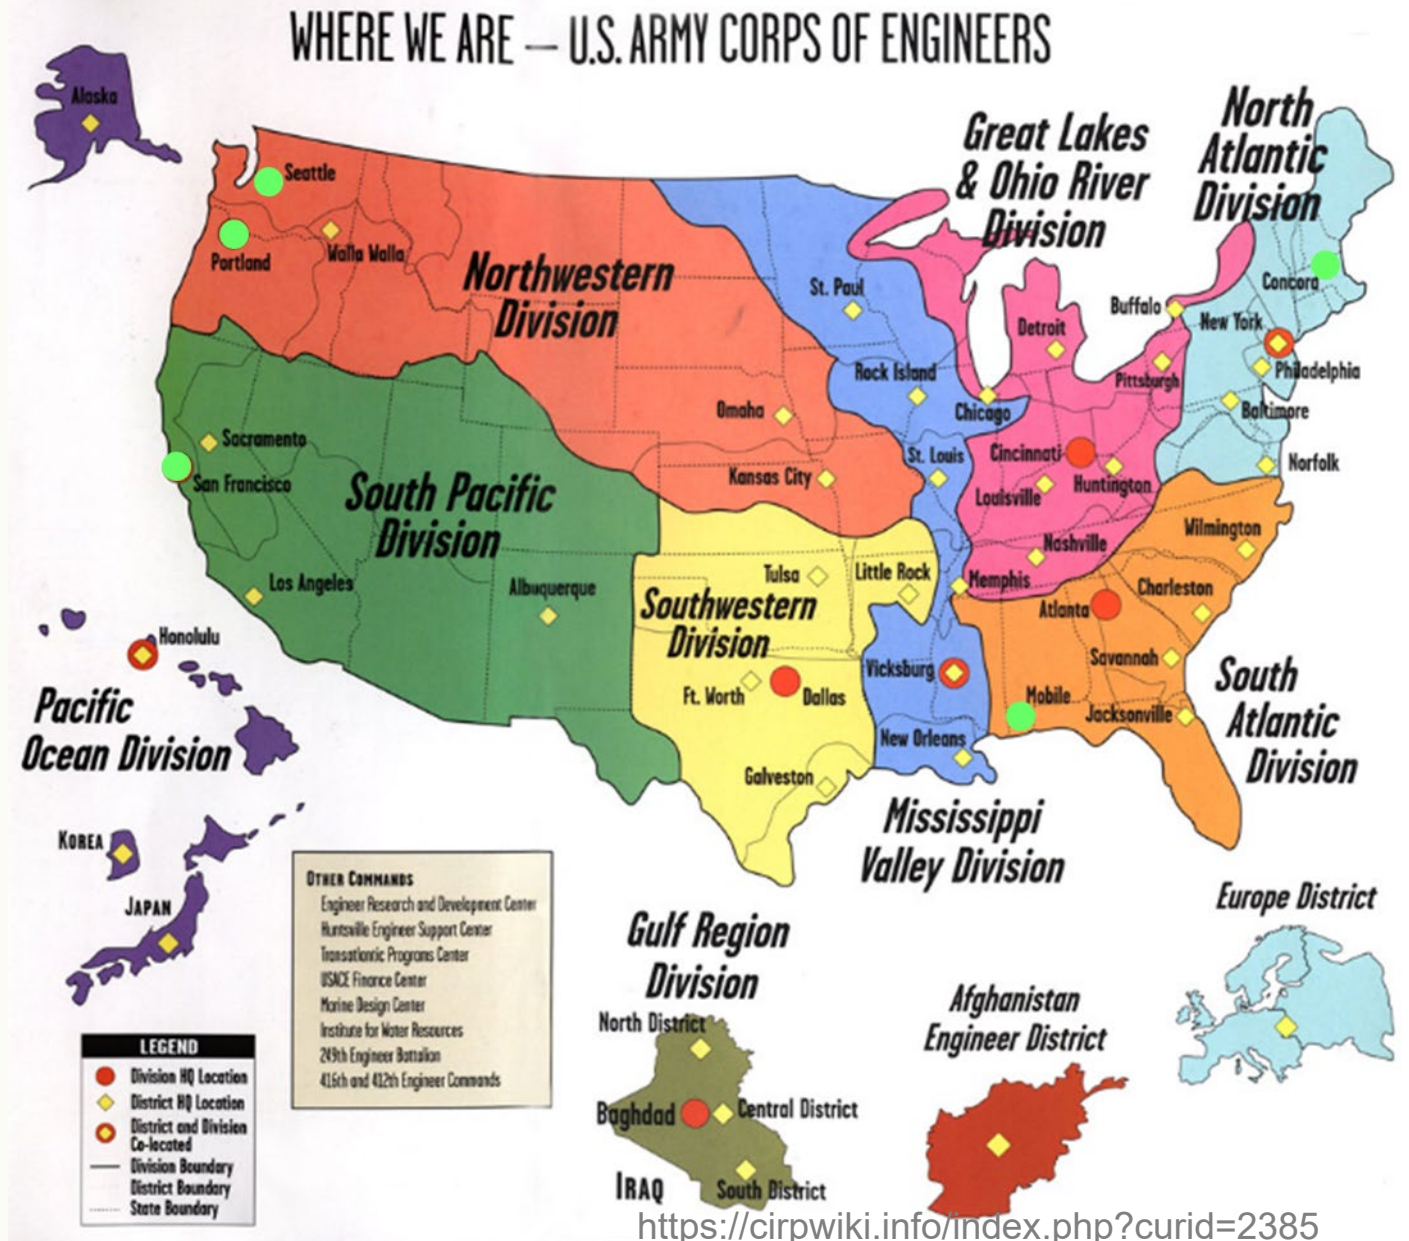 WHERE WE ARE — U.S. ARMY CORPS OF ENGINEERS
Alaska
Seattle
Portland
Walla Walla
Northwestern
Division
Great Lakes
& Ohio River
Division
North
Atlantic
Division
St. Paul
Buffalo
Concord
New York
Detroit
Pittsburgh
Philadelphia
Rock Island
Chicago
Baltimore
Omaha
Sacramento
San Francisco
South Pacific
Division
Kansas City
St. Louis
Cincinnati
Louisville
Huntington
Norfolk
Wilmington
Nashville
Memphis
Los Angeles
Albuquerque
Tulsa
Little Rock
Southwestern
Division
Atlanta
Charleston
Honolulu
Pacific
Ocean Division
Ft. Worth
Dallas
Vicksburg
Savannah
Mobile
Jacksonville
South
Atlantic
Division
New Orleans
Galveston
Mississippi
Valley Division
KOREA
JAPAN
OTHER COMMANDS
Engineer Research and Development Center
Huntsville Engineer Support Center
Transatlantic Programs Center
USACE Finance Center
Marine Design Center
Institute for Water Resources
249th Engineer Battalion
416th and 412th Engineer Commands
Gulf Region
Division
North District
Baghdad
Central District
IRAQ
South District
Afghanistan
Engineer District
Europe District
LEGEND
Division HQ Location
District HQ Location
District and Division
Co-located
Division Boundary
District Boundary
State Boundary
https://cirpwiki.info/index.php?curid=2385